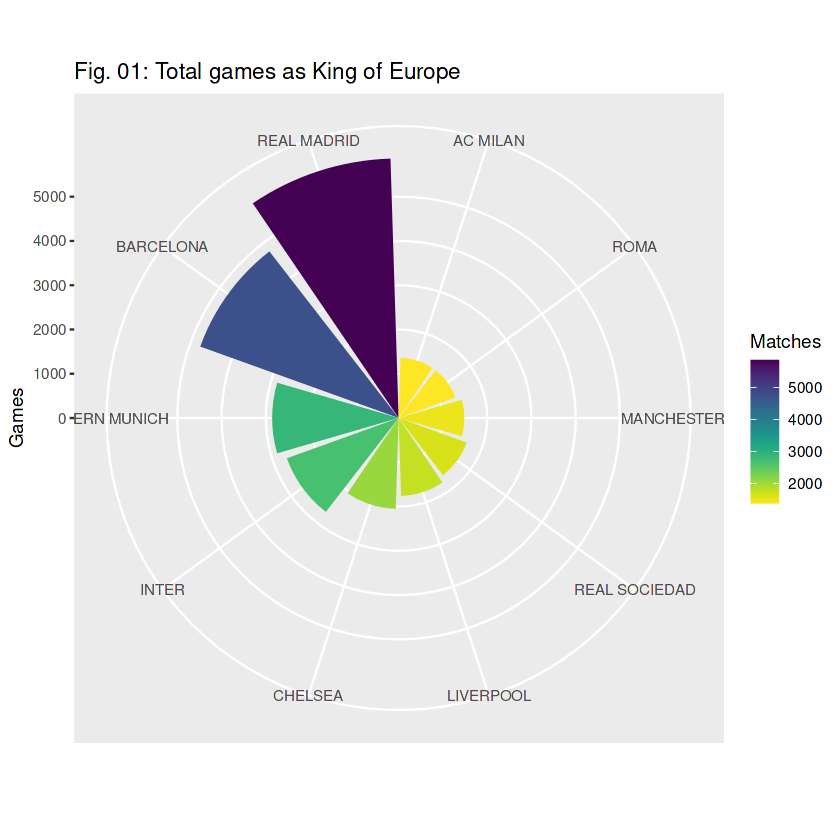 Fig. 01: Total games as King of Europe
REAL MADRID
AC MILAN
BARCELONA
ROMA
ERN MUNICH
MANCHESTER
INTER
REAL SOCIEDAD
CHELSEA
LIVERPOOL
5000
4000
3000
2000
1000
0
Games
Matches
5000
4000
3000
2000